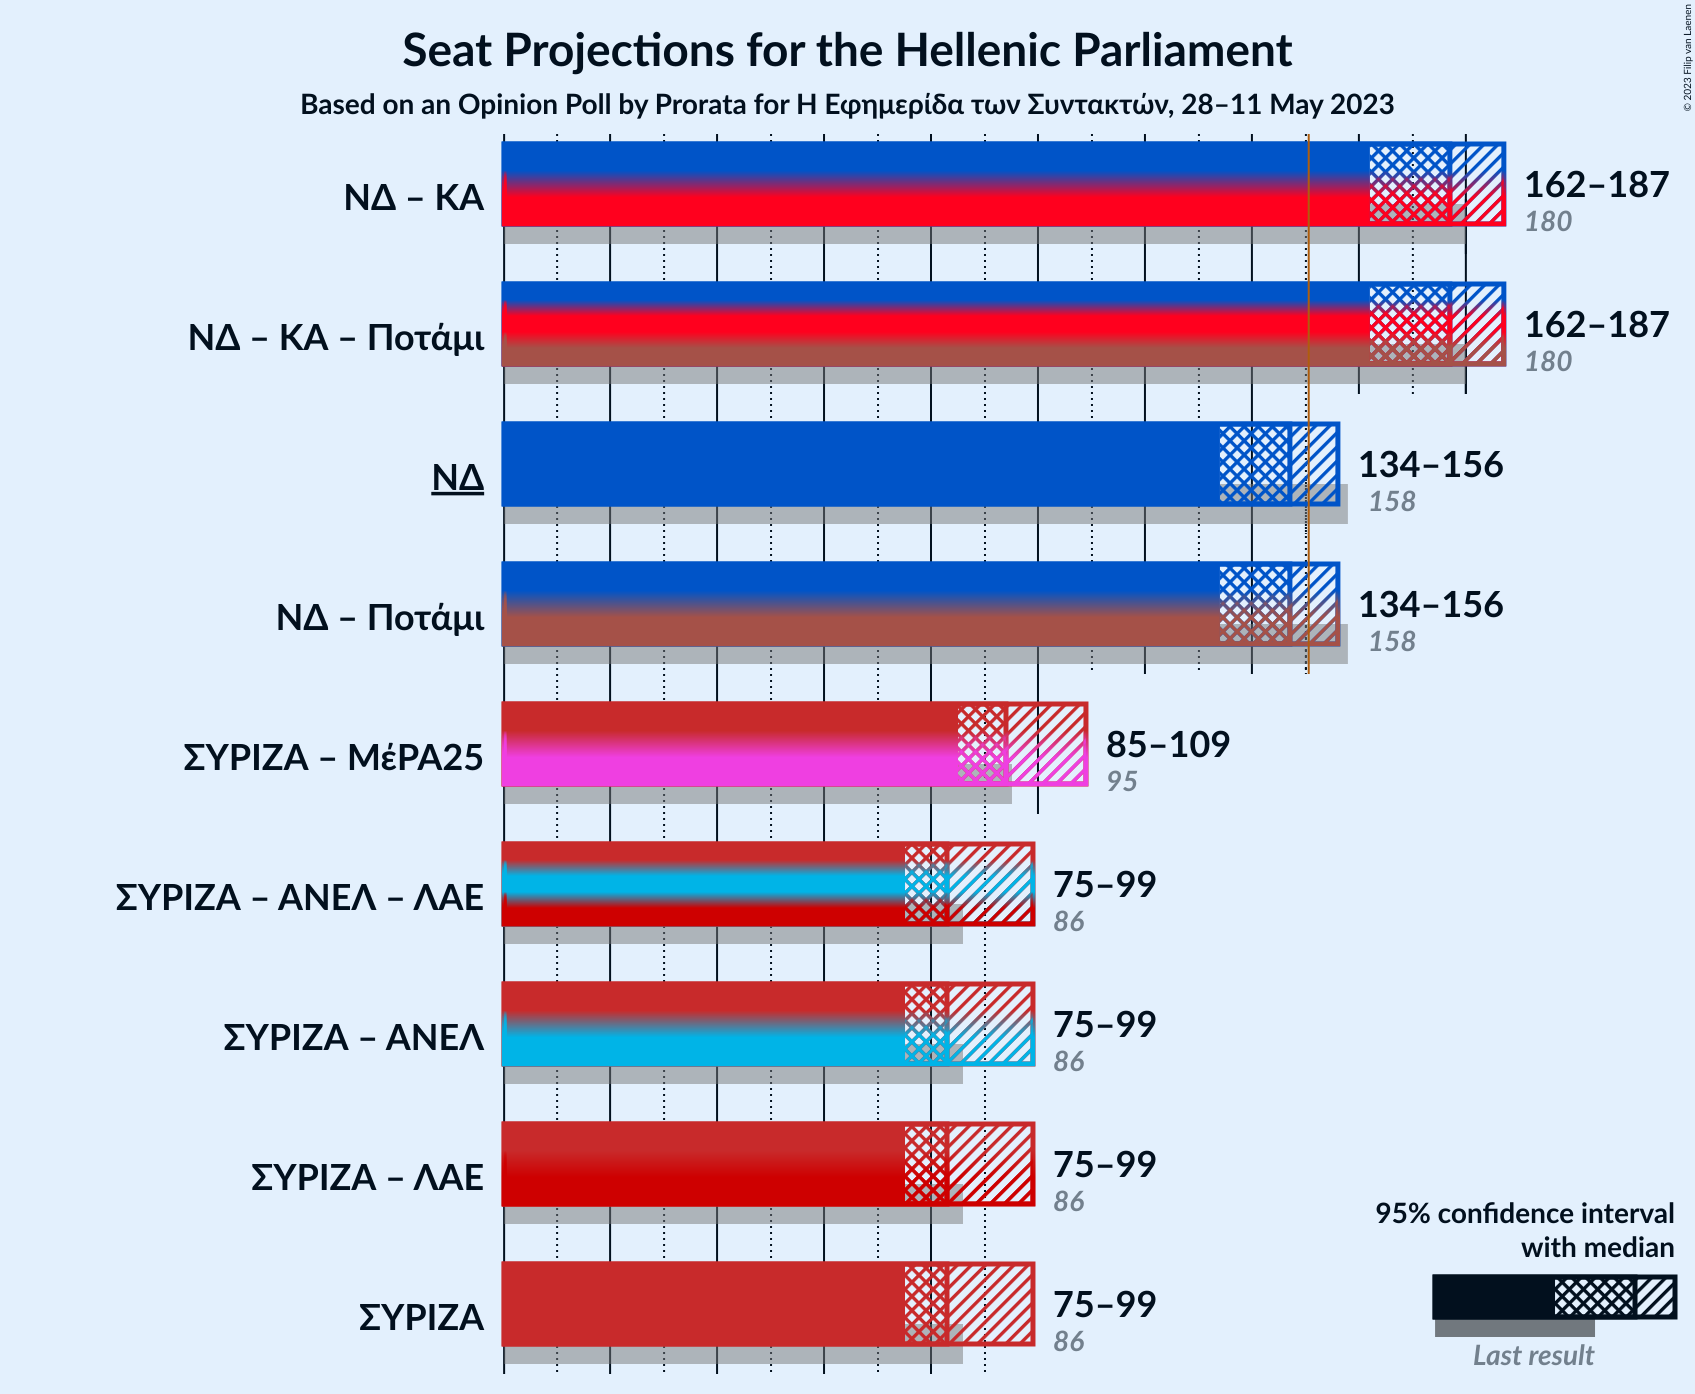 Seat Projections for the Hellenic Parliament
Based on an Opinion Poll by Prorata for Η Εφημερίδα των Συντακτών, 28–11 May 2023
© 2023 Filip van Laenen
ΝΔ – ΚΑ
162–187
180
ΝΔ – ΚΑ – Ποτάμι
162–187
180
ΝΔ
134–156
158
ΝΔ – Ποτάμι
134–156
158
ΣΥΡΙΖΑ – ΜέΡΑ25
85–109
95
ΣΥΡΙΖΑ – ΑΝΕΛ – ΛΑΕ
75–99
86
ΣΥΡΙΖΑ – ΑΝΕΛ
75–99
86
ΣΥΡΙΖΑ – ΛΑΕ
75–99
86
ΣΥΡΙΖΑ
75–99
86
95% confidence interval
with median
Last result